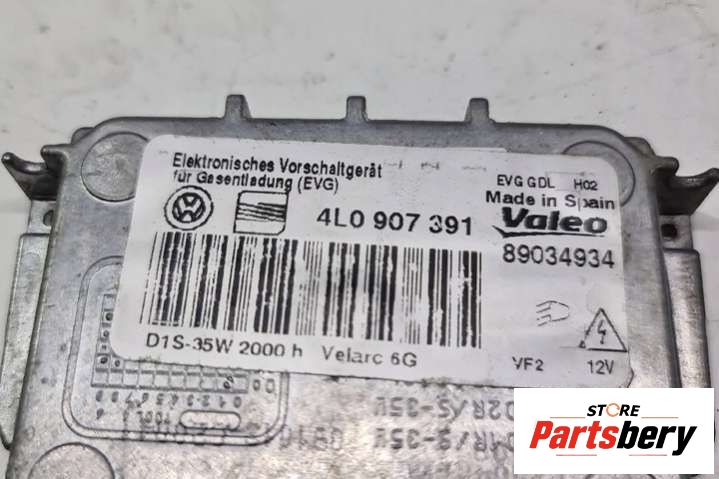 Elektronisches Vorschaltgerät
für Gasentladung (EVG)
EVG GDL H02
Made in Spain
Valeo
4L0 907 391
89034934
D1S-35W 2000 h Velarc 6G
VF2 12V
STORE
Partsbery